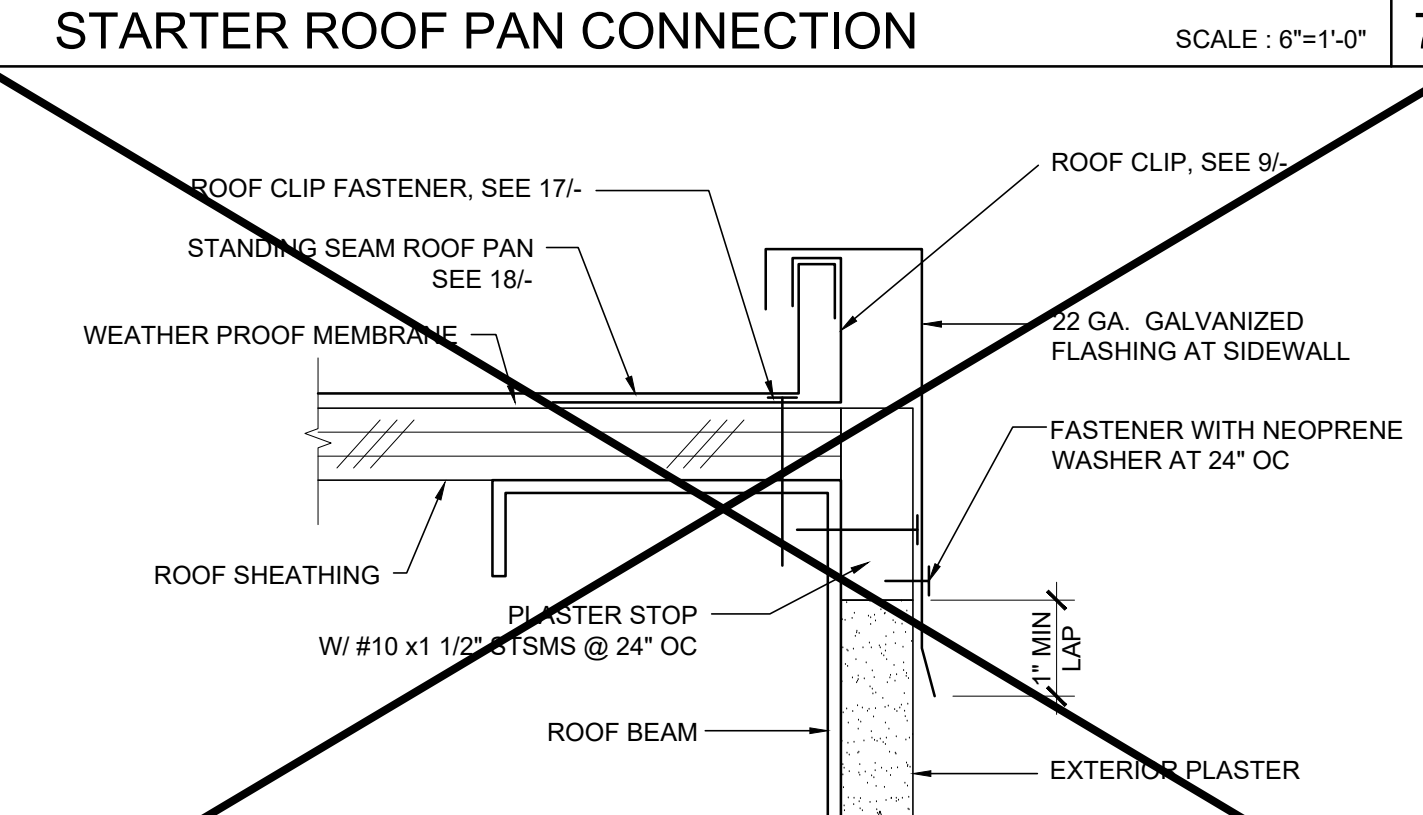 STARTER ROOF PAN CONNECTION
SCALE : 6"=1'-0"
ROOF CLIP, SEE 9/-
ROOF CLIP FASTENER, SEE 17/-
STANDING SEAM ROOF PAN
SEE 18/-
WEATHER PROOF MEMBRANE
22 GA. GALVANIZED
FLASHING AT SIDEWALL
FASTENER WITH NEOPRENE
WASHER AT 24" OC
ROOF SHEATHING
PLASTER STOP
W/ #10 x1 1/2" STSMS @ 24" OC
1" MIN
LAP
ROOF BEAM
EXTERIOR PLASTER